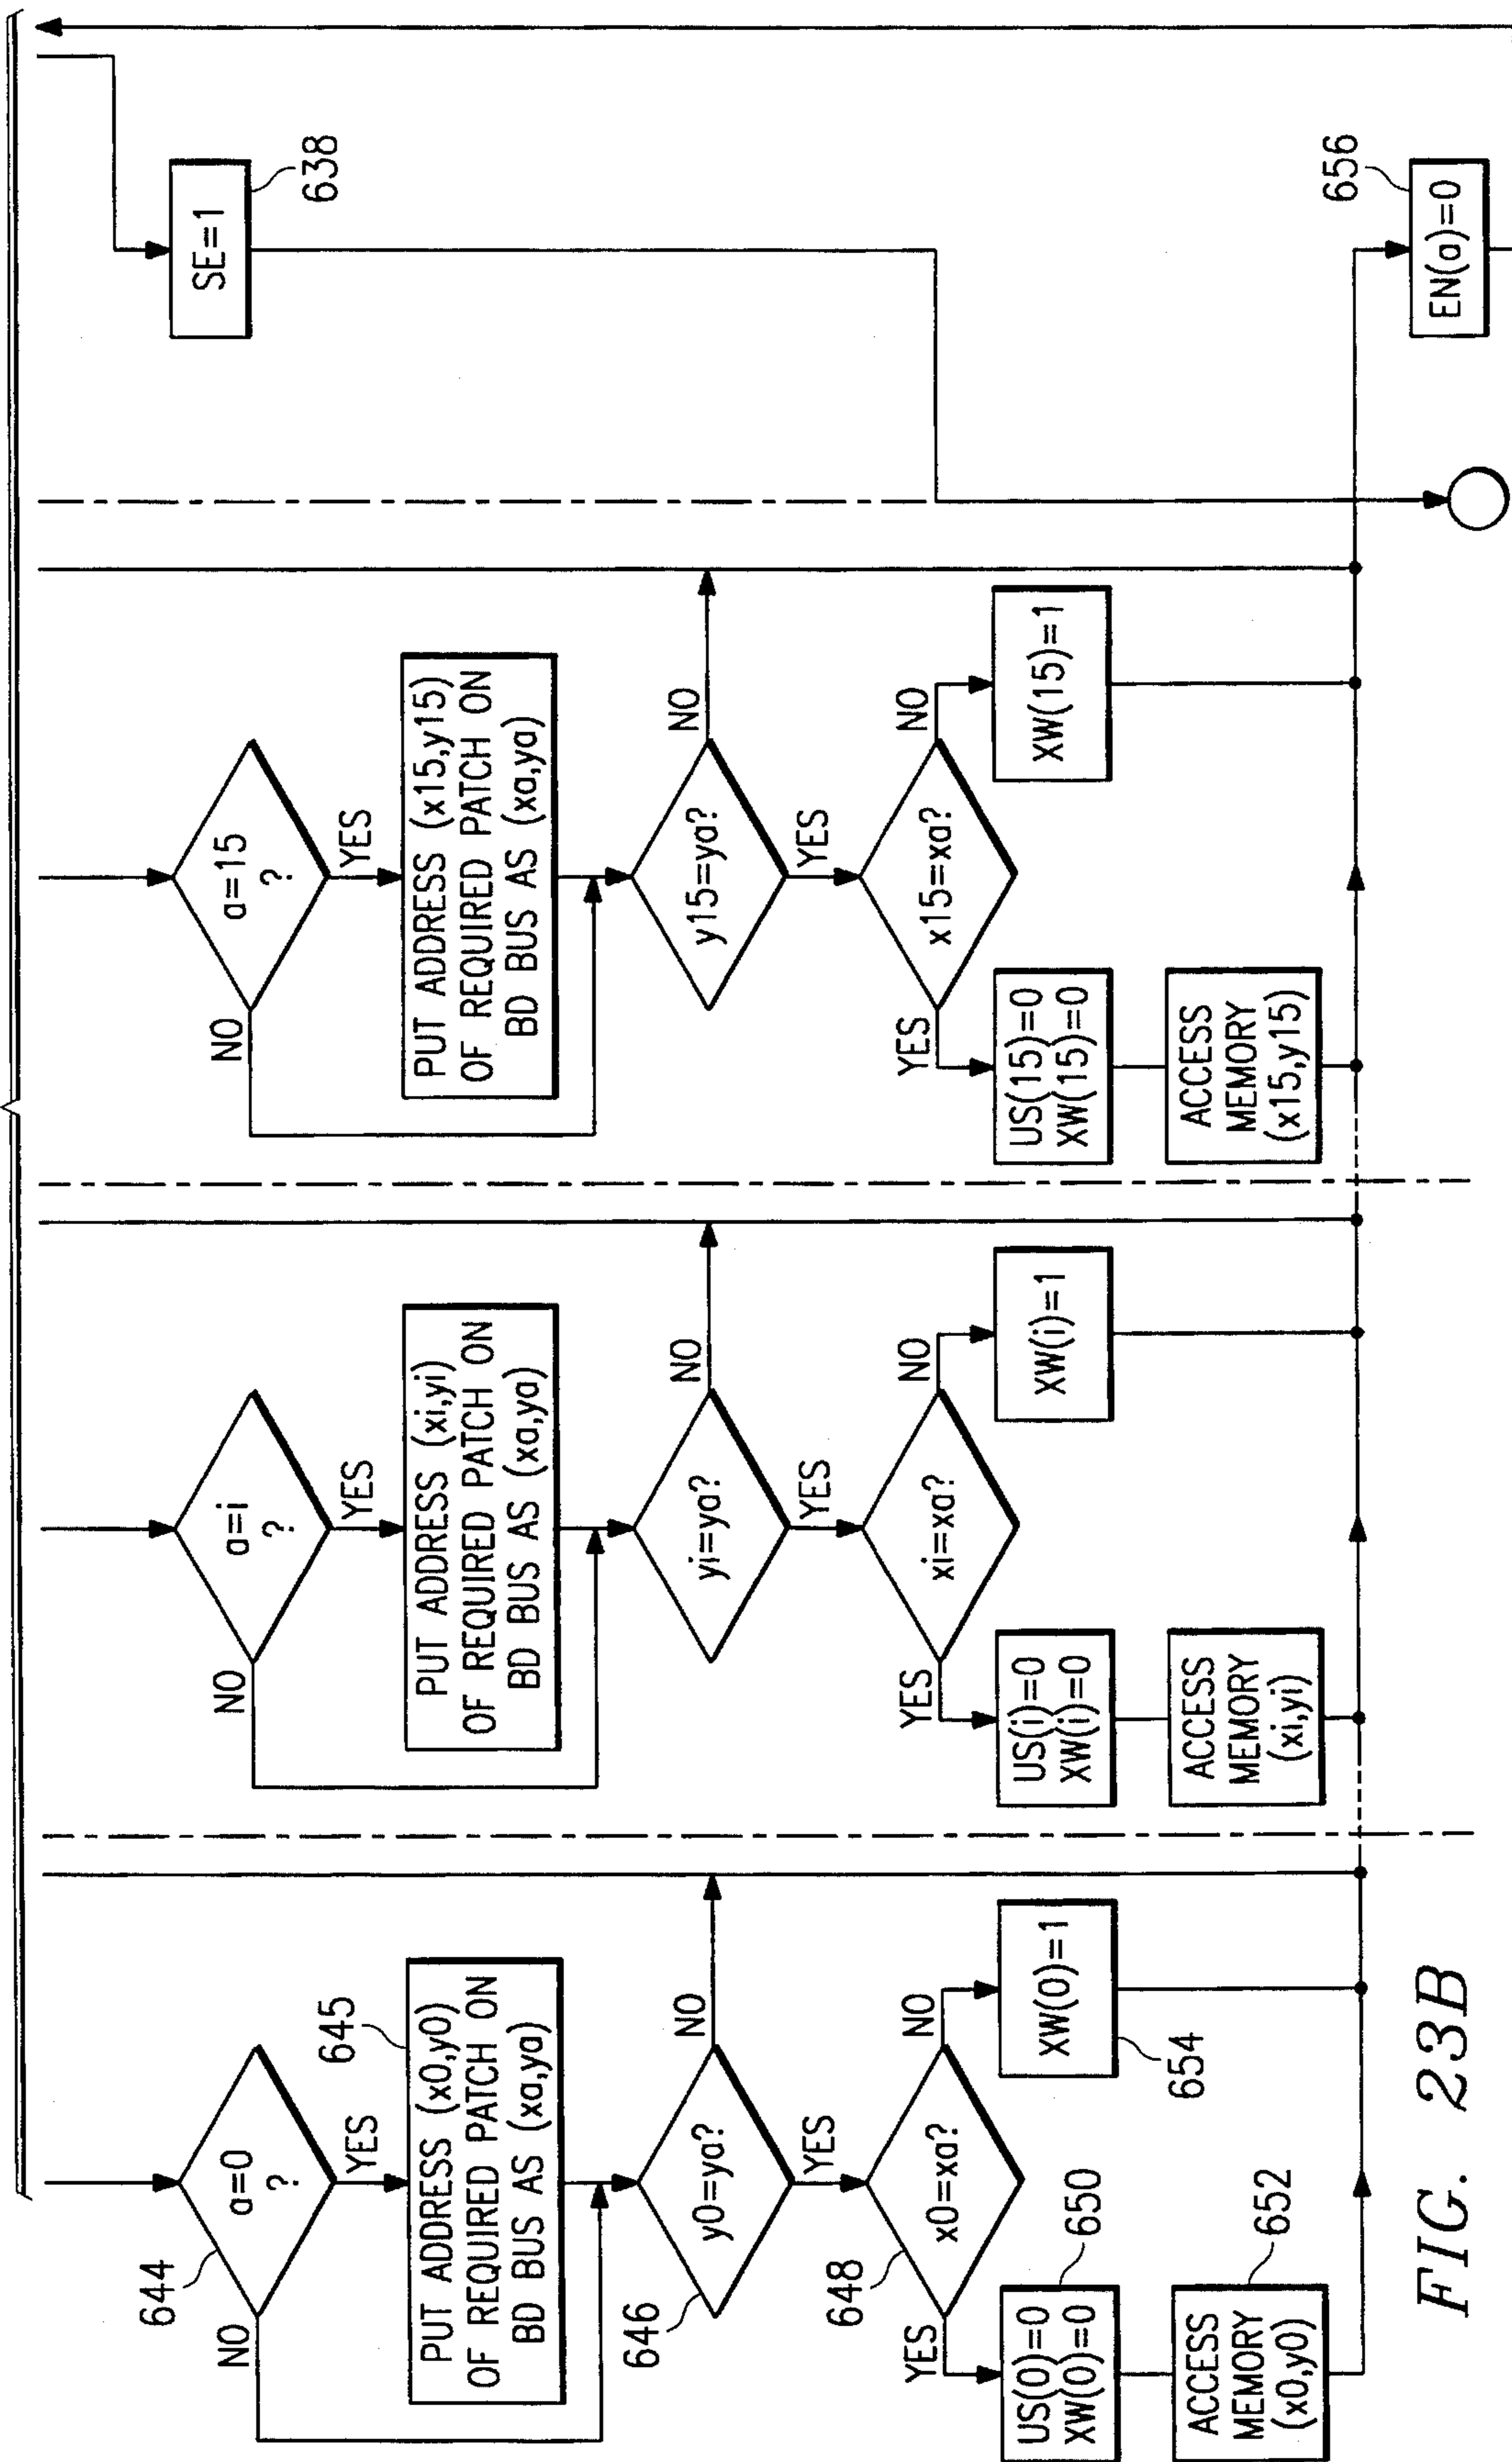 644
a=0
?
NO
YES
645
PUT ADDRESS (x0,y0)
OF REQUIRED PATCH ON
BD BUS AS (xa,ya)
646
y0=ya?
NO
YES
648
x0=xa?
YES
NO
650
US(0)=0
XW(0)=0
652
ACCESS
MEMORY
(x0,y0)
XW(0)=1
654
a=i
?
NO
YES
PUT ADDRESS (xi,yi)
OF REQUIRED PATCH ON
BD BUS AS (xa,ya)
yi=ya?
NO
YES
xi=xa?
YES
NO
US(i)=0
XW(i)=0
ACCESS
MEMORY
(xi,yi)
XW(i)=1
a=15
?
NO
YES
PUT ADDRESS (x15,y15)
OF REQUIRED PATCH ON
BD BUS AS (xa,ya)
y15=ya?
NO
YES
x15=xa?
YES
NO
US(15)=0
XW(15)=0
ACCESS
MEMORY
(x15,y15)
XW(15)=1
SE=1
638
656
EN(a)=0
FIG. 23B